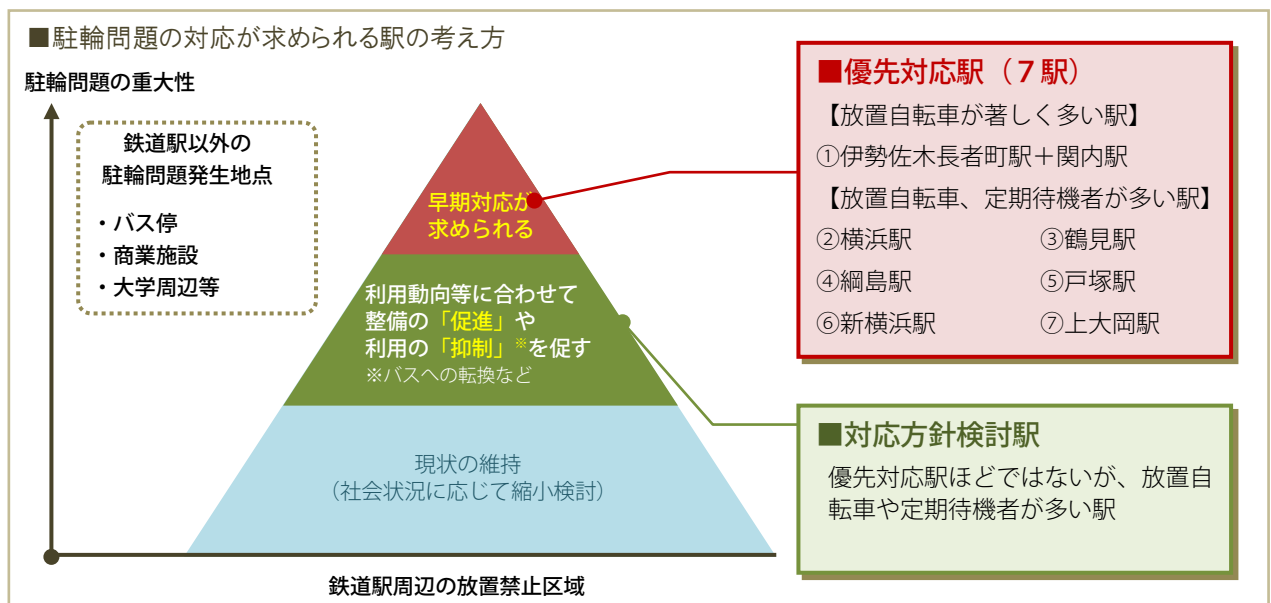 ■駐輪問題の対応が求められる駅の考え方
駐輪問題の重大性
鉄道駅以外の
駐輪問題発生地点
・バス停
・商業施設
・大学周辺等
早期対応が
求められる
利用動向等に合わせて
整備の「促進」や
利用の「抑制」※を促す
※バスへの転換など
現状の維持
（社会状況に応じて縮小検討）
鉄道駅周辺の放置禁止区域
■優先対応駅（７駅）
【放置自転車が著しく多い駅】
①伊勢佐木長者町駅＋関内駅
【放置自転車、定期待機者が多い駅】
②横浜駅 ③鶴見駅
④綱島駅 ⑤戸塚駅
⑥新横浜駅 ⑦上大岡駅
■対応方針検討駅
優先対応駅ほどではないが、放置自
転車や定期待機者が多い駅